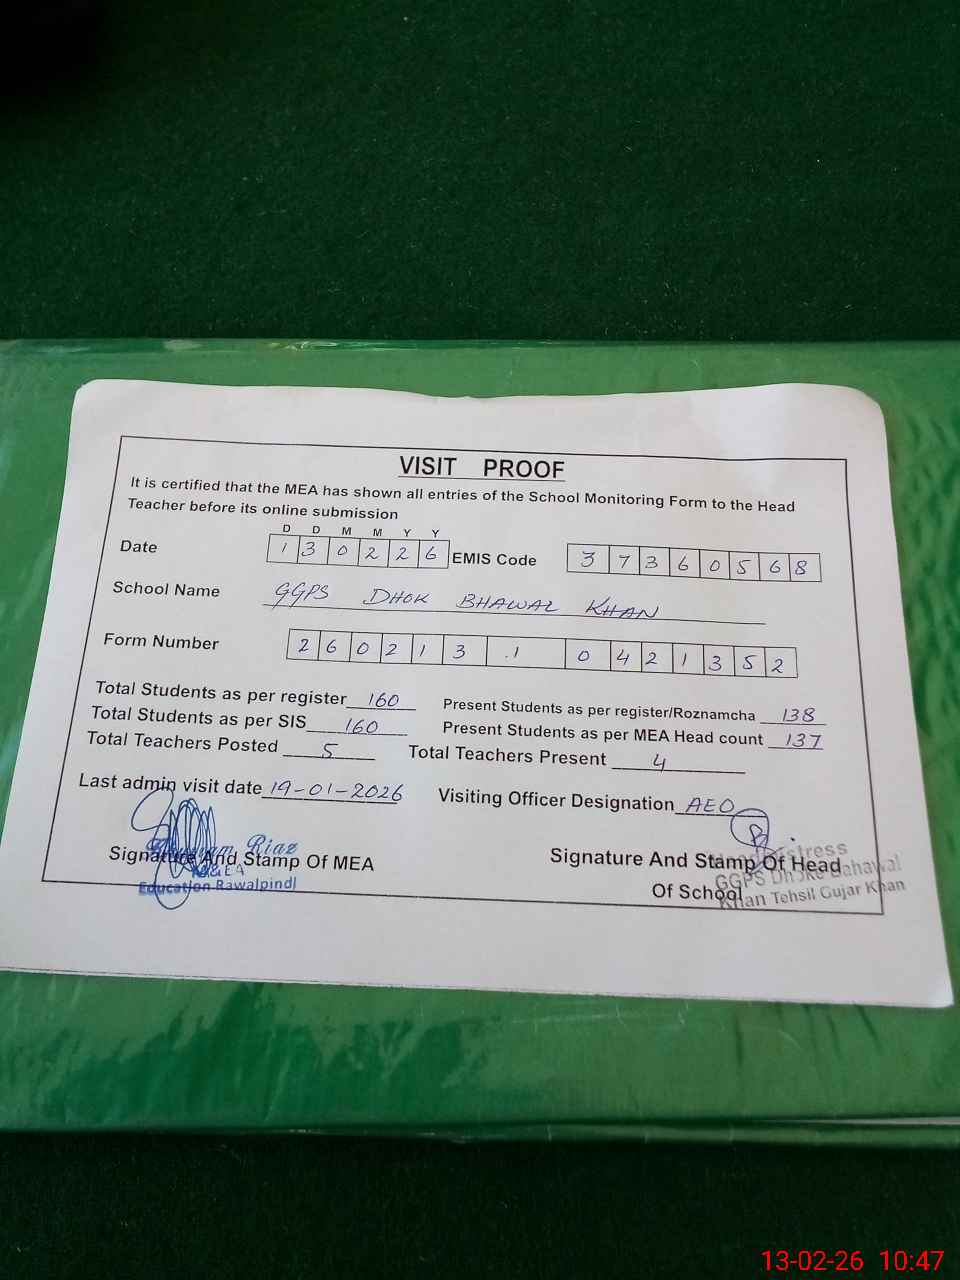 VISIT PROOF
It is certified that the MEA has shown all entries of the School Monitoring Form to the Head
Teacher before its online submission
D D M M Y Y
Date 1 3 0 2 2 6 EMIS Code 3 7 3 6 0 5 6 8
School Name GGPS DHOK BHAWAL KHAN
Form Number 2 6 0 2 1 3 .1 0 4 2 1 3 5 2
Total Students as per register 160 Present Students as per register/Roznamcha 138
Total Students as per SIS 160 Present Students as per MEA Head count 137
Total Teachers Posted 5 Total Teachers Present 4
Last admin visit date 19-01-2026 Visiting Officer Designation AEO
Riaz
Signature And Stamp Of MEA Signature And Stamp Of Head
M&EA
Education Rawalpindi Of School
GGPS Dhoke Bahawal
Khan Tehsil Gujar Khan
13-02-26 10:47